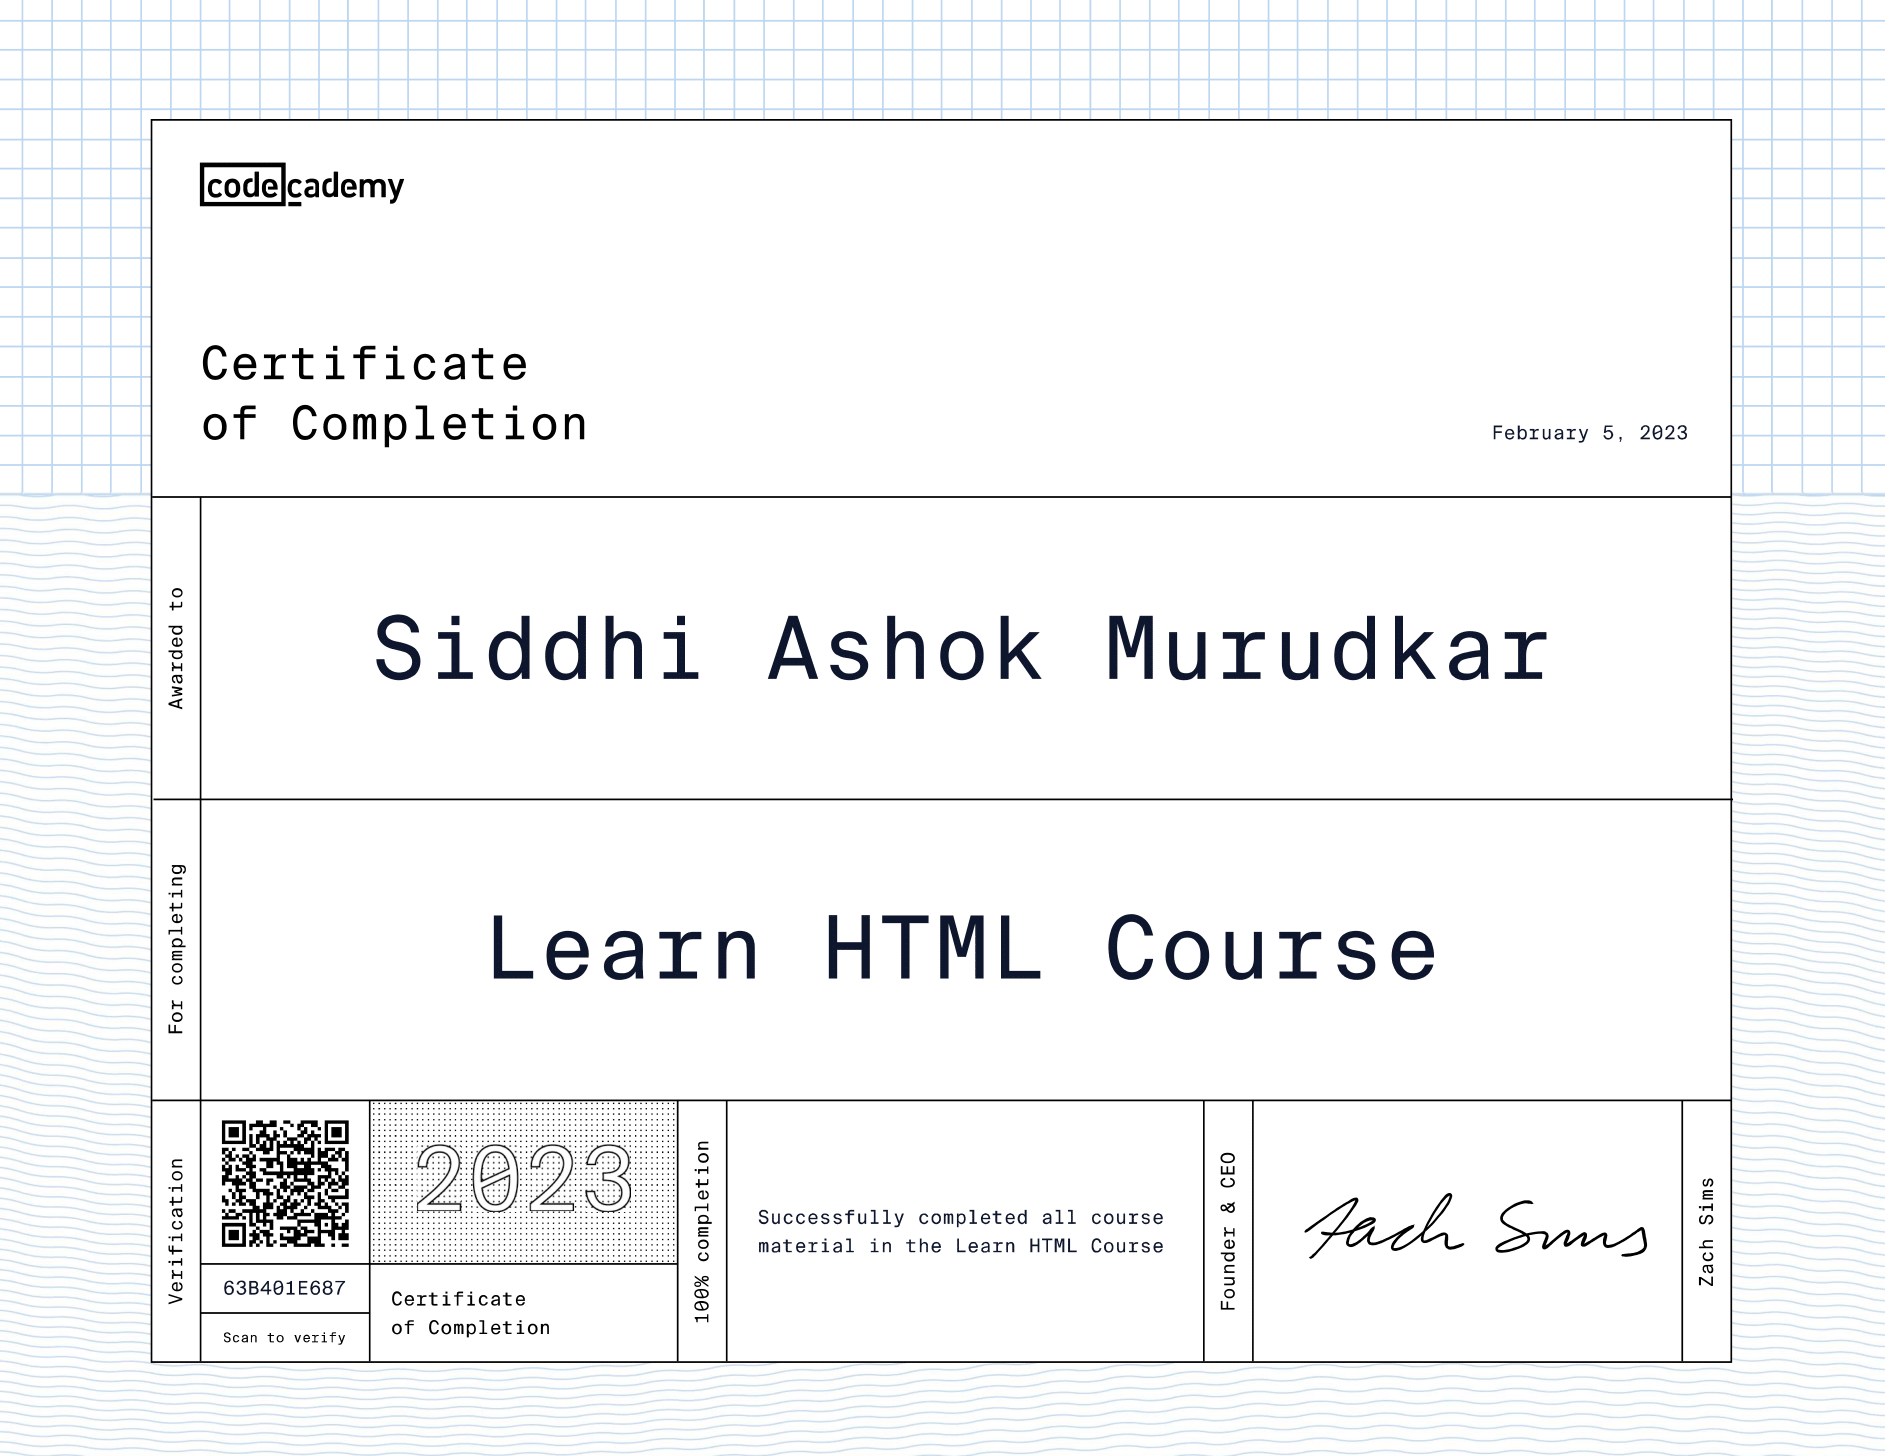 codecademy
Certificate
of Completion
February 5, 2023
Awarded to
Siddhi Ashok Murudkar
For completing
Learn HTML Course
Verification
63B401E687
Scan to verify
2023
Certificate
of Completion
100% completion
Successfully completed all course
material in the Learn HTML Course
Founder & CEO
Zach Sims
Zach Sims